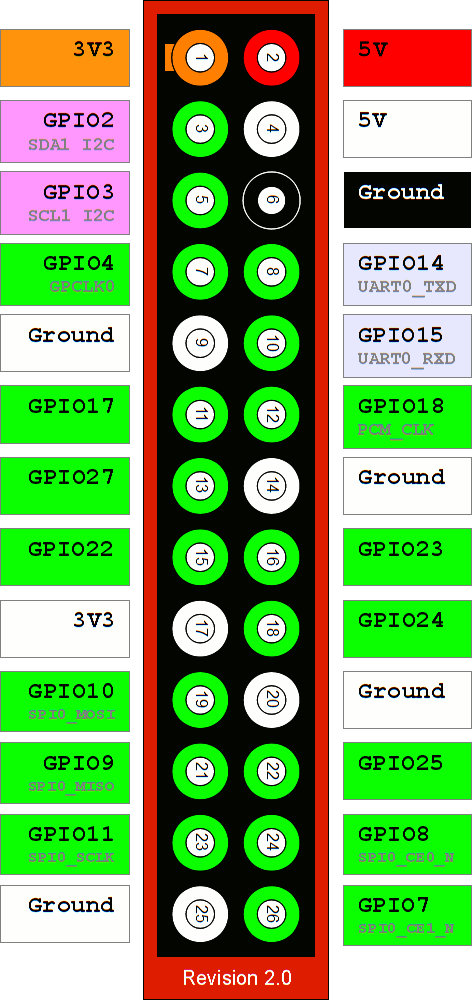 3V3 1 2 5V
GPIO2 3 4 5V
SDA1 I2C
GPIO3 5 6 Ground
SCL1 I2C
GPIO4 7 8 GPIO14
GPCLK0 UART0_TXD
Ground 9 10 GPIO15
UART0_RXD
GPIO17 11 12 GPIO18
PCM_CLK
GPIO27 13 14 Ground
GPIO22 15 16 GPIO23
3V3 17 18 GPIO24
GPIO10 19 20 Ground
SPI0_MOSI
GPIO9 21 22 GPIO25
SPI0_MISO
GPIO11 23 24 GPIO8
SPI0_SCLK SPI0_CE0_N
Ground 25 26 GPIO7
SPI0_CE1_N
Revision 2.0